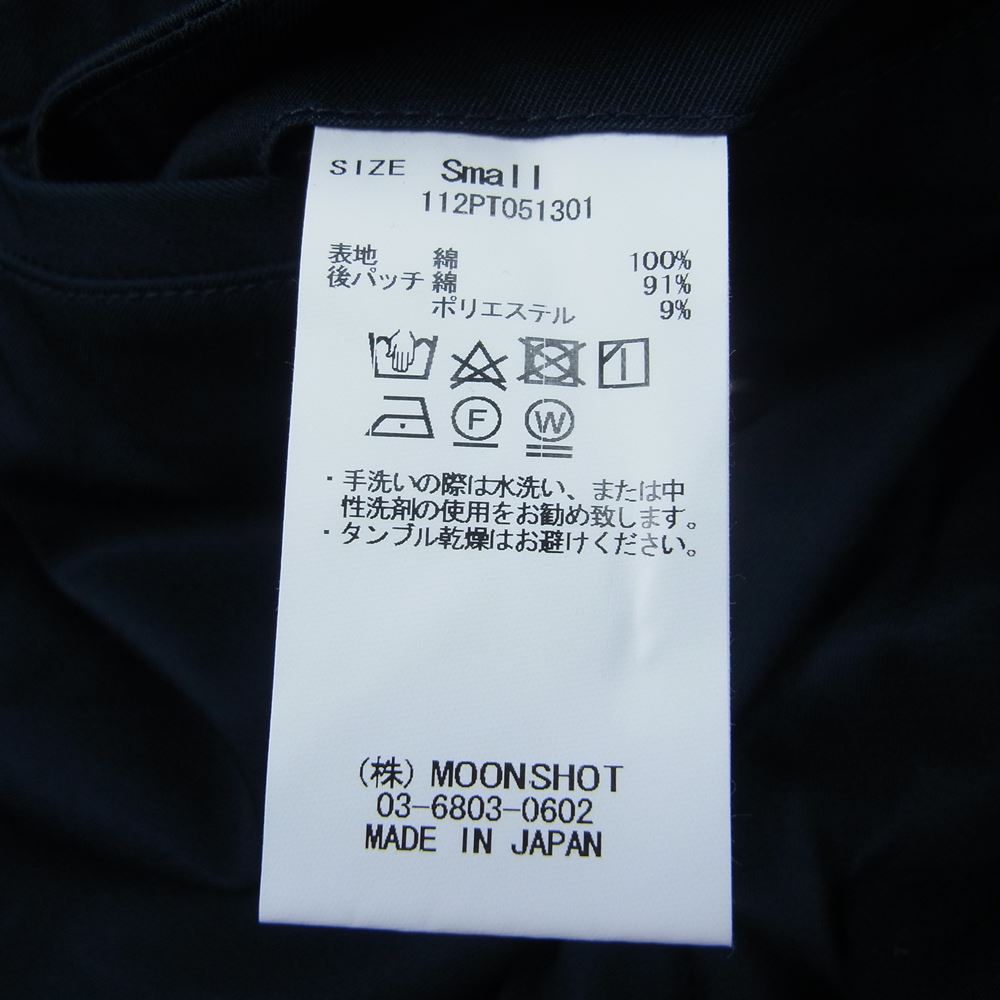 SIZE Small
112PT051301
表地 綿 100%
後パッチ 綿 91%
ポリエステル 9%
F W
・手洗いの際は水洗い、または中
性洗剤の使用をお勧め致します。
・タンブル乾燥はお避けください。
(株) MOONSHOT
03-6803-0602
MADE IN JAPAN